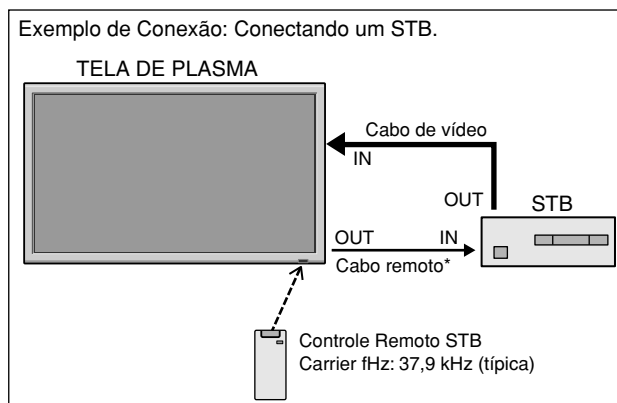 Exemplo de Conexão: Conectando um STB.
TELA DE PLASMA
Cabo de vídeo
IN
OUT
STB
OUT
IN
Cabo remoto*
Controle Remoto STB
Carrier fHz: 37,9 kHz (típica)